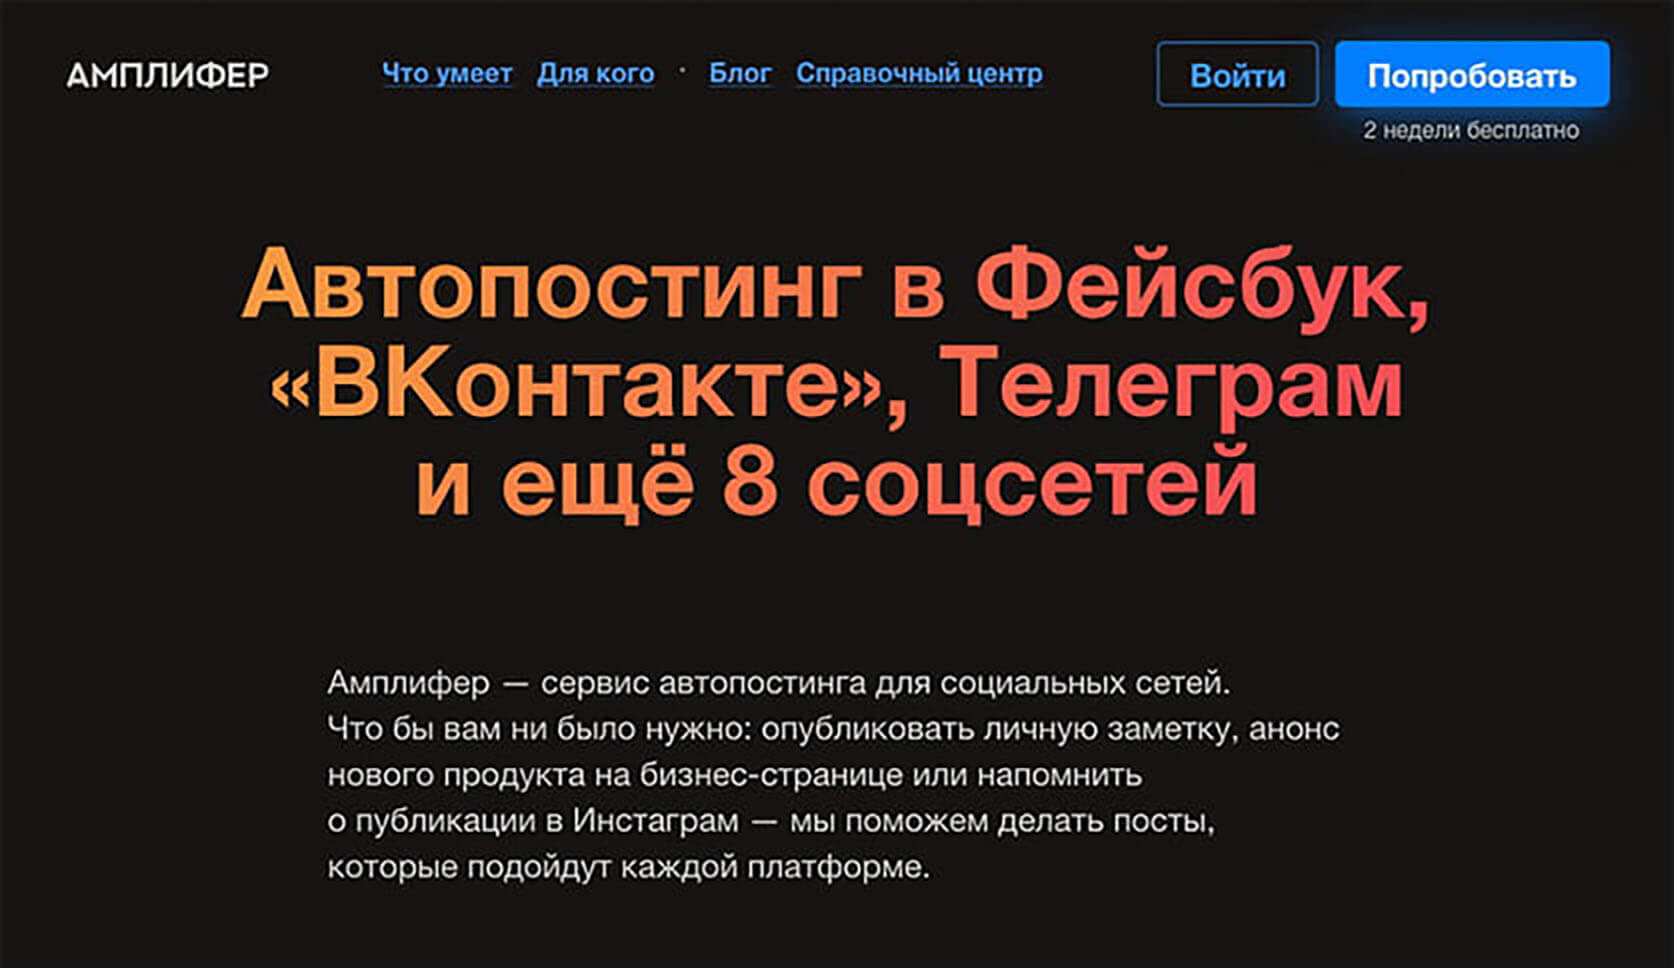 АМПЛИФЕР
Что умеет Для кого · Блог Справочный центр
Войти
Попробовать
2 недели бесплатно
Автопостинг в Фейсбук,
«ВКонтакте», Телеграм
и ещё 8 соцсетей
Амплифер — сервис автопостинга для социальных сетей.
Что бы вам ни было нужно: опубликовать личную заметку, анонс
нового продукта на бизнес-странице или напомнить
о публикации в Инстаграм — мы поможем делать посты,
которые подойдут каждой платформе.